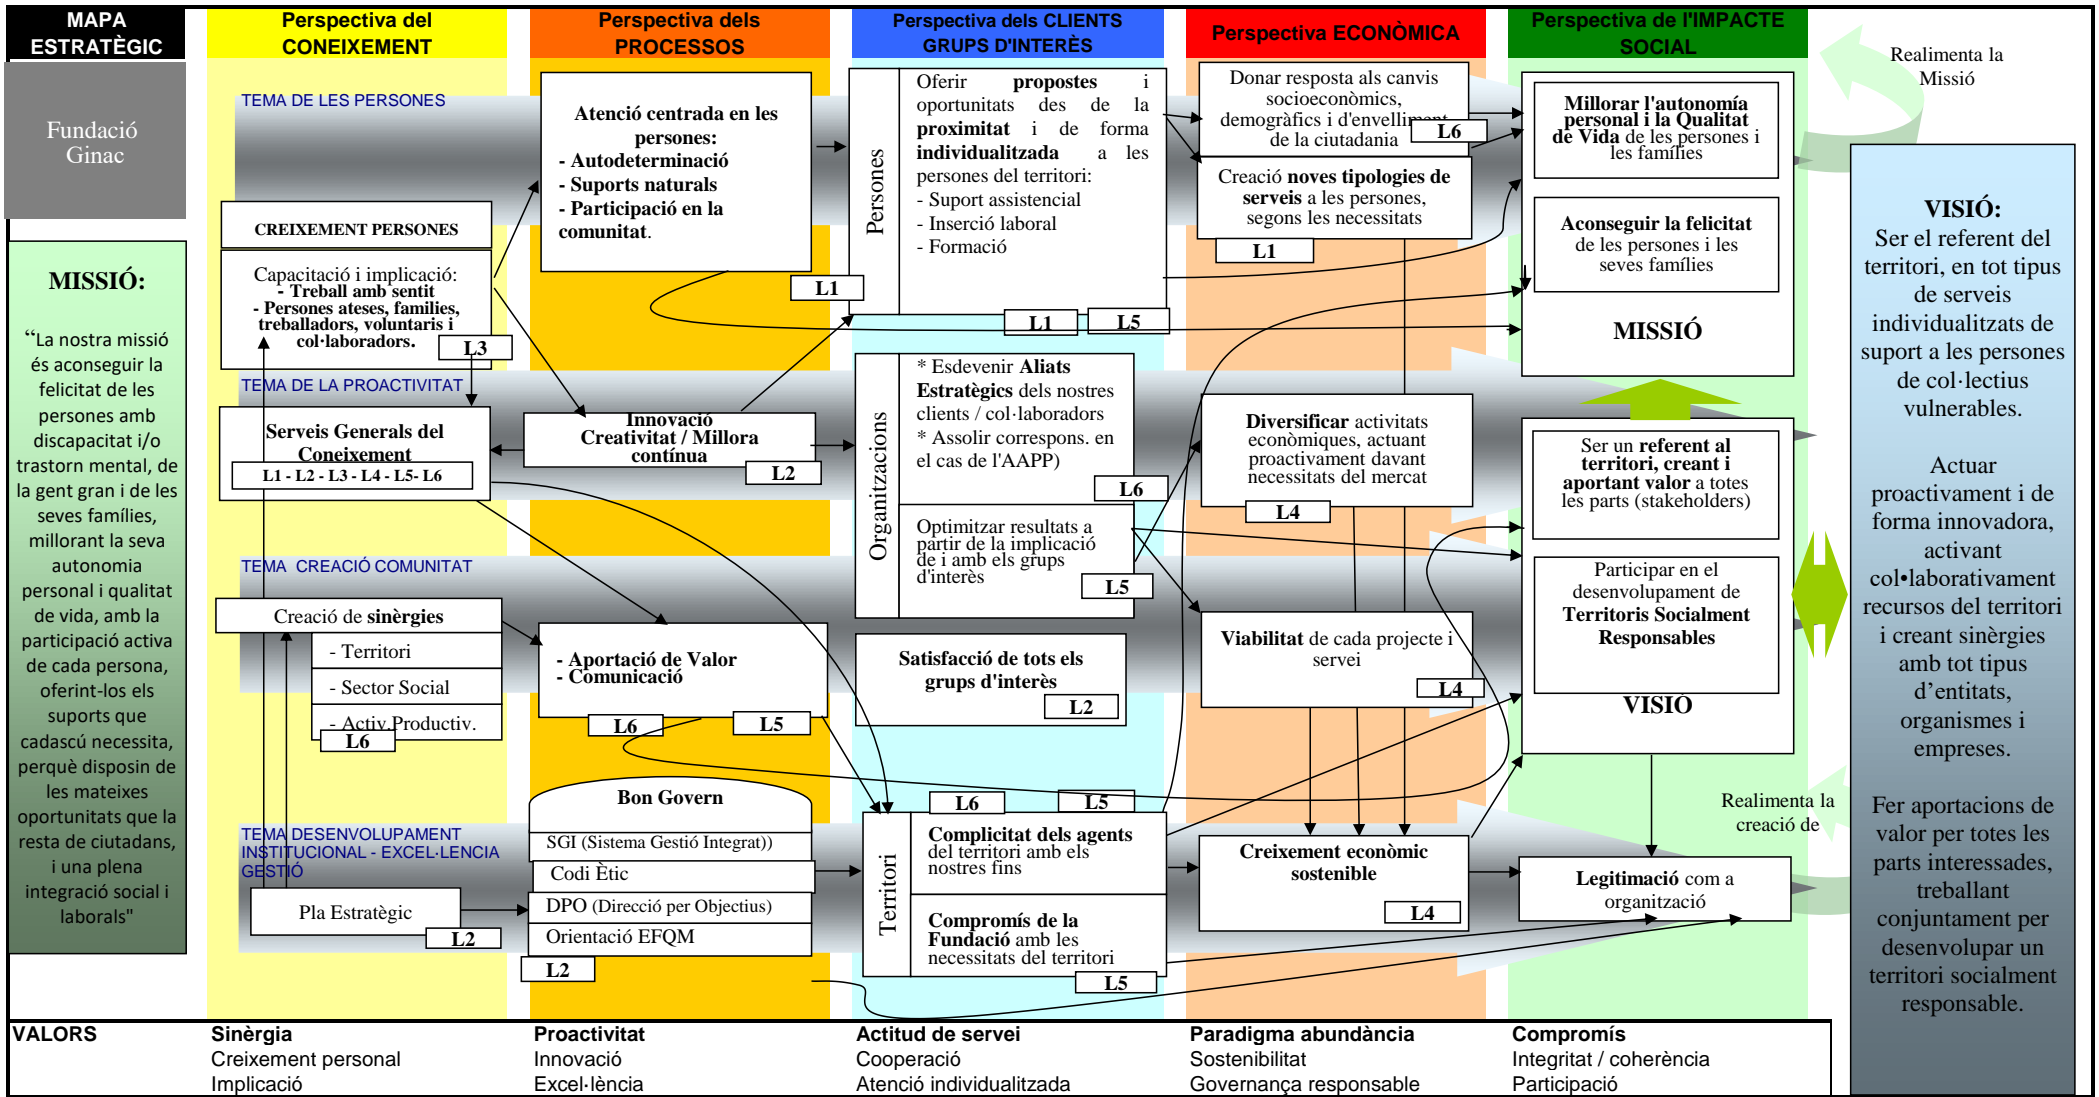 MAPA
ESTRATÈGIC
Perspectiva del
CONEIXEMENT
Perspectiva dels
PROCESSOS
Perspectiva dels CLIENTS
GRUPS D'INTERÈS
Perspectiva ECONÒMICA
Perspectiva de l'IMPACTE
SOCIAL
Fundació
Ginac
MISSIÓ:
“La nostra missió
és aconseguir la
felicitat de les
persones amb
discapacitat i/o
trastorn mental, de
la gent gran i de les
seves famílies,
millorant la seva
autonomia
personal i qualitat
de vida, amb la
participació activa
de cada persona,
oferint-los els
suports que
cadascú necessita,
perquè disposin de
les mateixes
oportunitats que la
resta de ciutadans,
i una plena
integració social i
laborals"
TEMA DE LES PERSONES
CREIXEMENT PERSONES
Capacitació i implicació:
- Treball amb sentit
- Persones ateses, families,
treballadors, voluntaris i
col·laboradors.
L3
TEMA DE LA PROACTIVITAT
Serveis Generals del
Coneixement
L1 - L2 - L3 - L4 - L5- L6
TEMA  CREACIÓ COMUNITAT
Creació de sinèrgies
- Territori
- Sector Social
- Activ.Productiv.
L6
TEMA DESENVOLUPAMENT
INSTITUCIONAL - EXCEL·LENCIA
GESTIÓ
Pla Estratègic
L2
Atenció centrada en les
persones:
- Autodeterminació
- Suports naturals
- Participació en la
comunitat.
L1
Innovació
Creativitat / Millora
contínua
L2
- Aportació de Valor
- Comunicació
L6
L5
Bon Govern
SGI (Sistema Gestió Integrat))
Codi Ètic
DPO (Direcció per Objectius)
Orientació EFQM
L2
Persones
Oferir propostes i
oportunitats des de la
proximitat i de forma
individualitzada a les
persones del territori:
- Suport assistencial
- Inserció laboral
- Formació
L1
L5
Organitzacions
* Esdevenir Aliats
Estratègics dels nostres
clients / col·laboradors
* Assolir correspons. en
el cas de l'AAPP)
L6
Optimitzar resultats a
partir de la implicació
de i amb els grups
d'interès
L5
Satisfacció de tots els
grups d'interès
L2
Territori
L6
L5
Complicitat dels agents
del territori amb els
nostres fins
Compromís de la
Fundació amb les
necessitats del territori
L5
Donar resposta als canvis
socioeconòmics,
demogràfics i d'envelliment
de la ciutadania
L6
Creació noves tipologies de
serveis a les persones,
segons les necessitats
L1
Diversificar activitats
econòmiques, actuant
proactivament davant
necessitats del mercat
L4
Viabilitat de cada projecte i
servei
L4
Creixement econòmic
sostenible
L4
Millorar l'autonomía
personal i la Qualitat
de Vida de les persones i
les famílies
Aconseguir la felicitat
de les persones i les
seves famílies
MISSIÓ
Ser un referent al
territori, creant i
aportant valor a totes
les parts (stakeholders)
Participar en el
desenvolupament de
Territoris Socialment
Responsables
VISIÓ
Legitimació com a
organització
Realimenta la
Missió
Realimenta la
creació de
VISIÓ:
Ser el referent del
territori, en tot tipus
de serveis
individualitzats de
suport a les persones
de col·lectius
vulnerables.
Actuar
proactivament i de
forma innovadora,
activant
col•laborativament
recursos del territori
i creant sinèrgies
amb tot tipus
d’entitats,
organismes i
empreses.
Fer aportacions de
valor per totes les
parts interessades,
treballant
conjuntament per
desenvolupar un
territori socialment
responsable.
VALORS
Sinèrgia
Creixement personal
Implicació
Proactivitat
Innovació
Excel·lència
Actitud de servei
Cooperació
Atenció individualitzada
Paradigma abundància
Sostenibilitat
Governança responsable
Compromís
Integritat / coherència
Participació